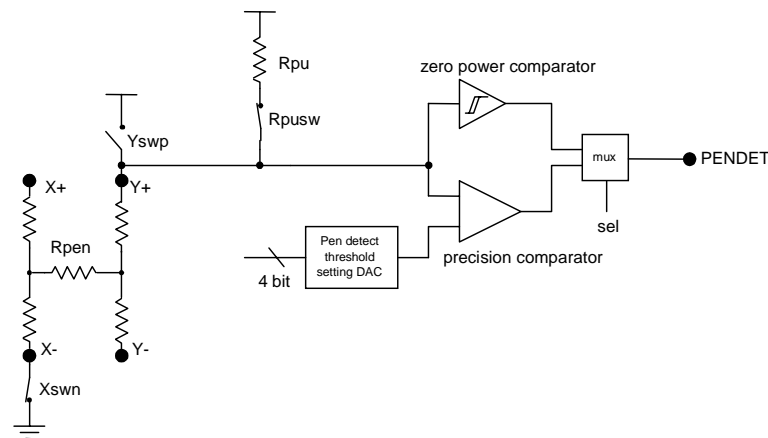 Rpu
zero power comparator
Rpusw
Yswp
mux
PENDET
X+
Y+
sel
Rpen
Pen detect
threshold
setting DAC
precision comparator
4 bit
X-
Y-
Xswn